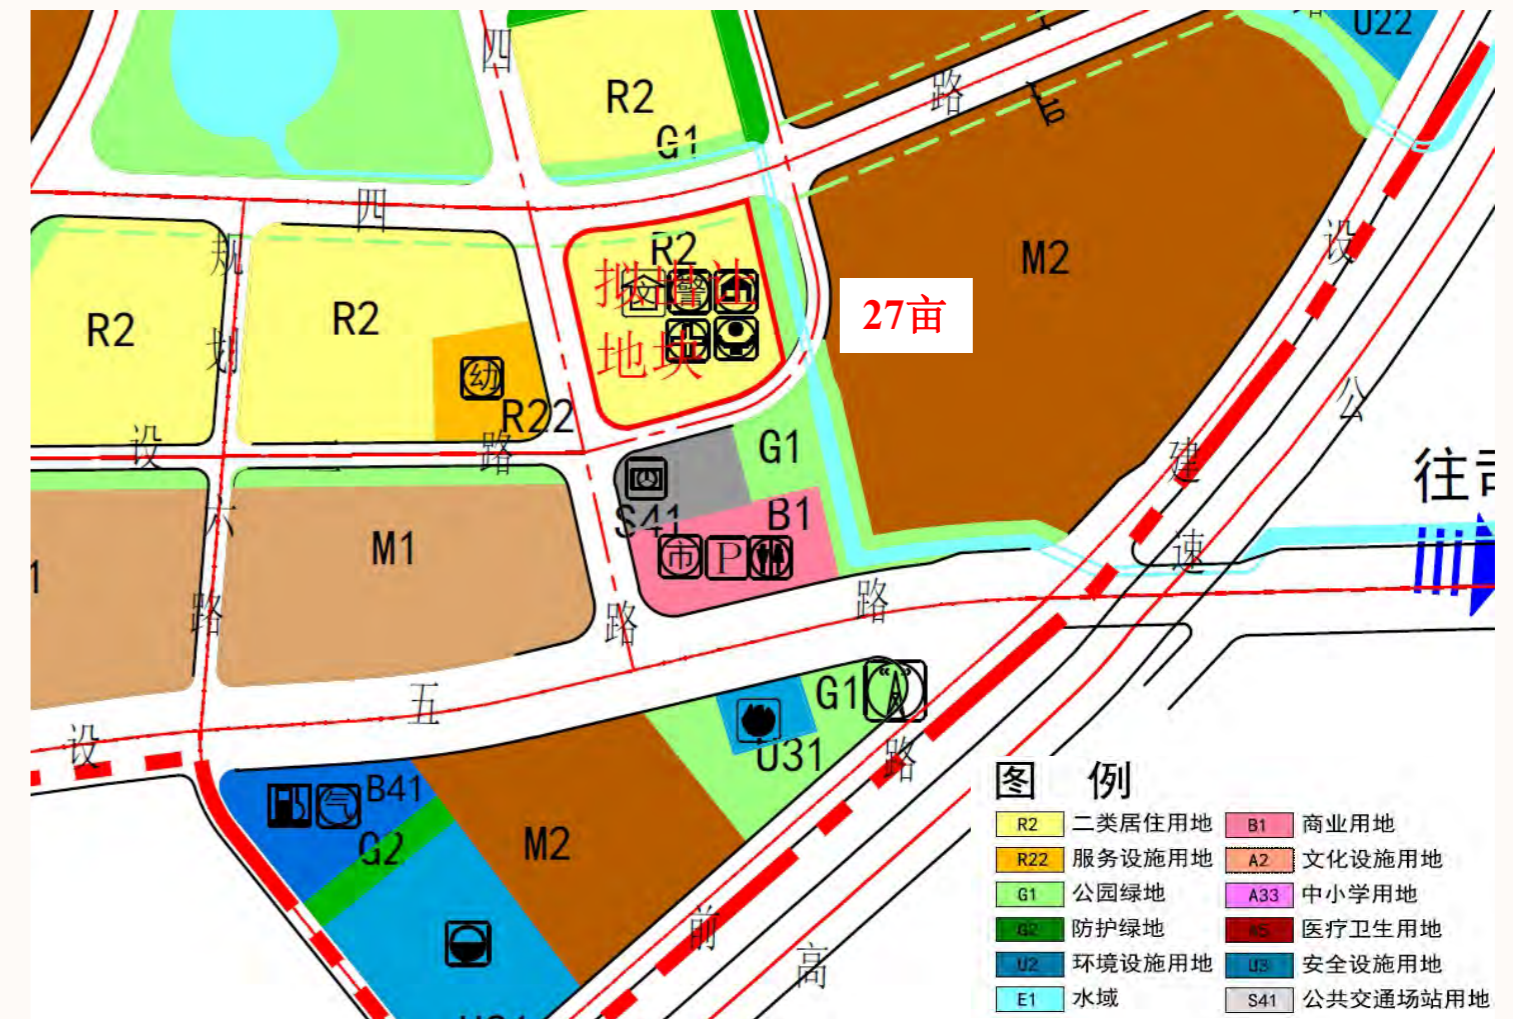 四
U22
R2
路
G1
四
规
R2
M2
设
拟出让
警
27亩
R2
R2
划
地块
幼
R22
公
设
二
路
G1
建
往
S41
B1
六
M1
市
P
速
路
路
路
五
G1
设
U31
路
B41
气
G2
M2
前
高
图 例
R2 二类居住用地
B1 商业用地
R22 服务设施用地
A2 文化设施用地
G1 公园绿地
A33 中小学用地
G2 防护绿地
A5 医疗卫生用地
U2 环境设施用地
U3 安全设施用地
E1 水域
S41 公共交通场站用地